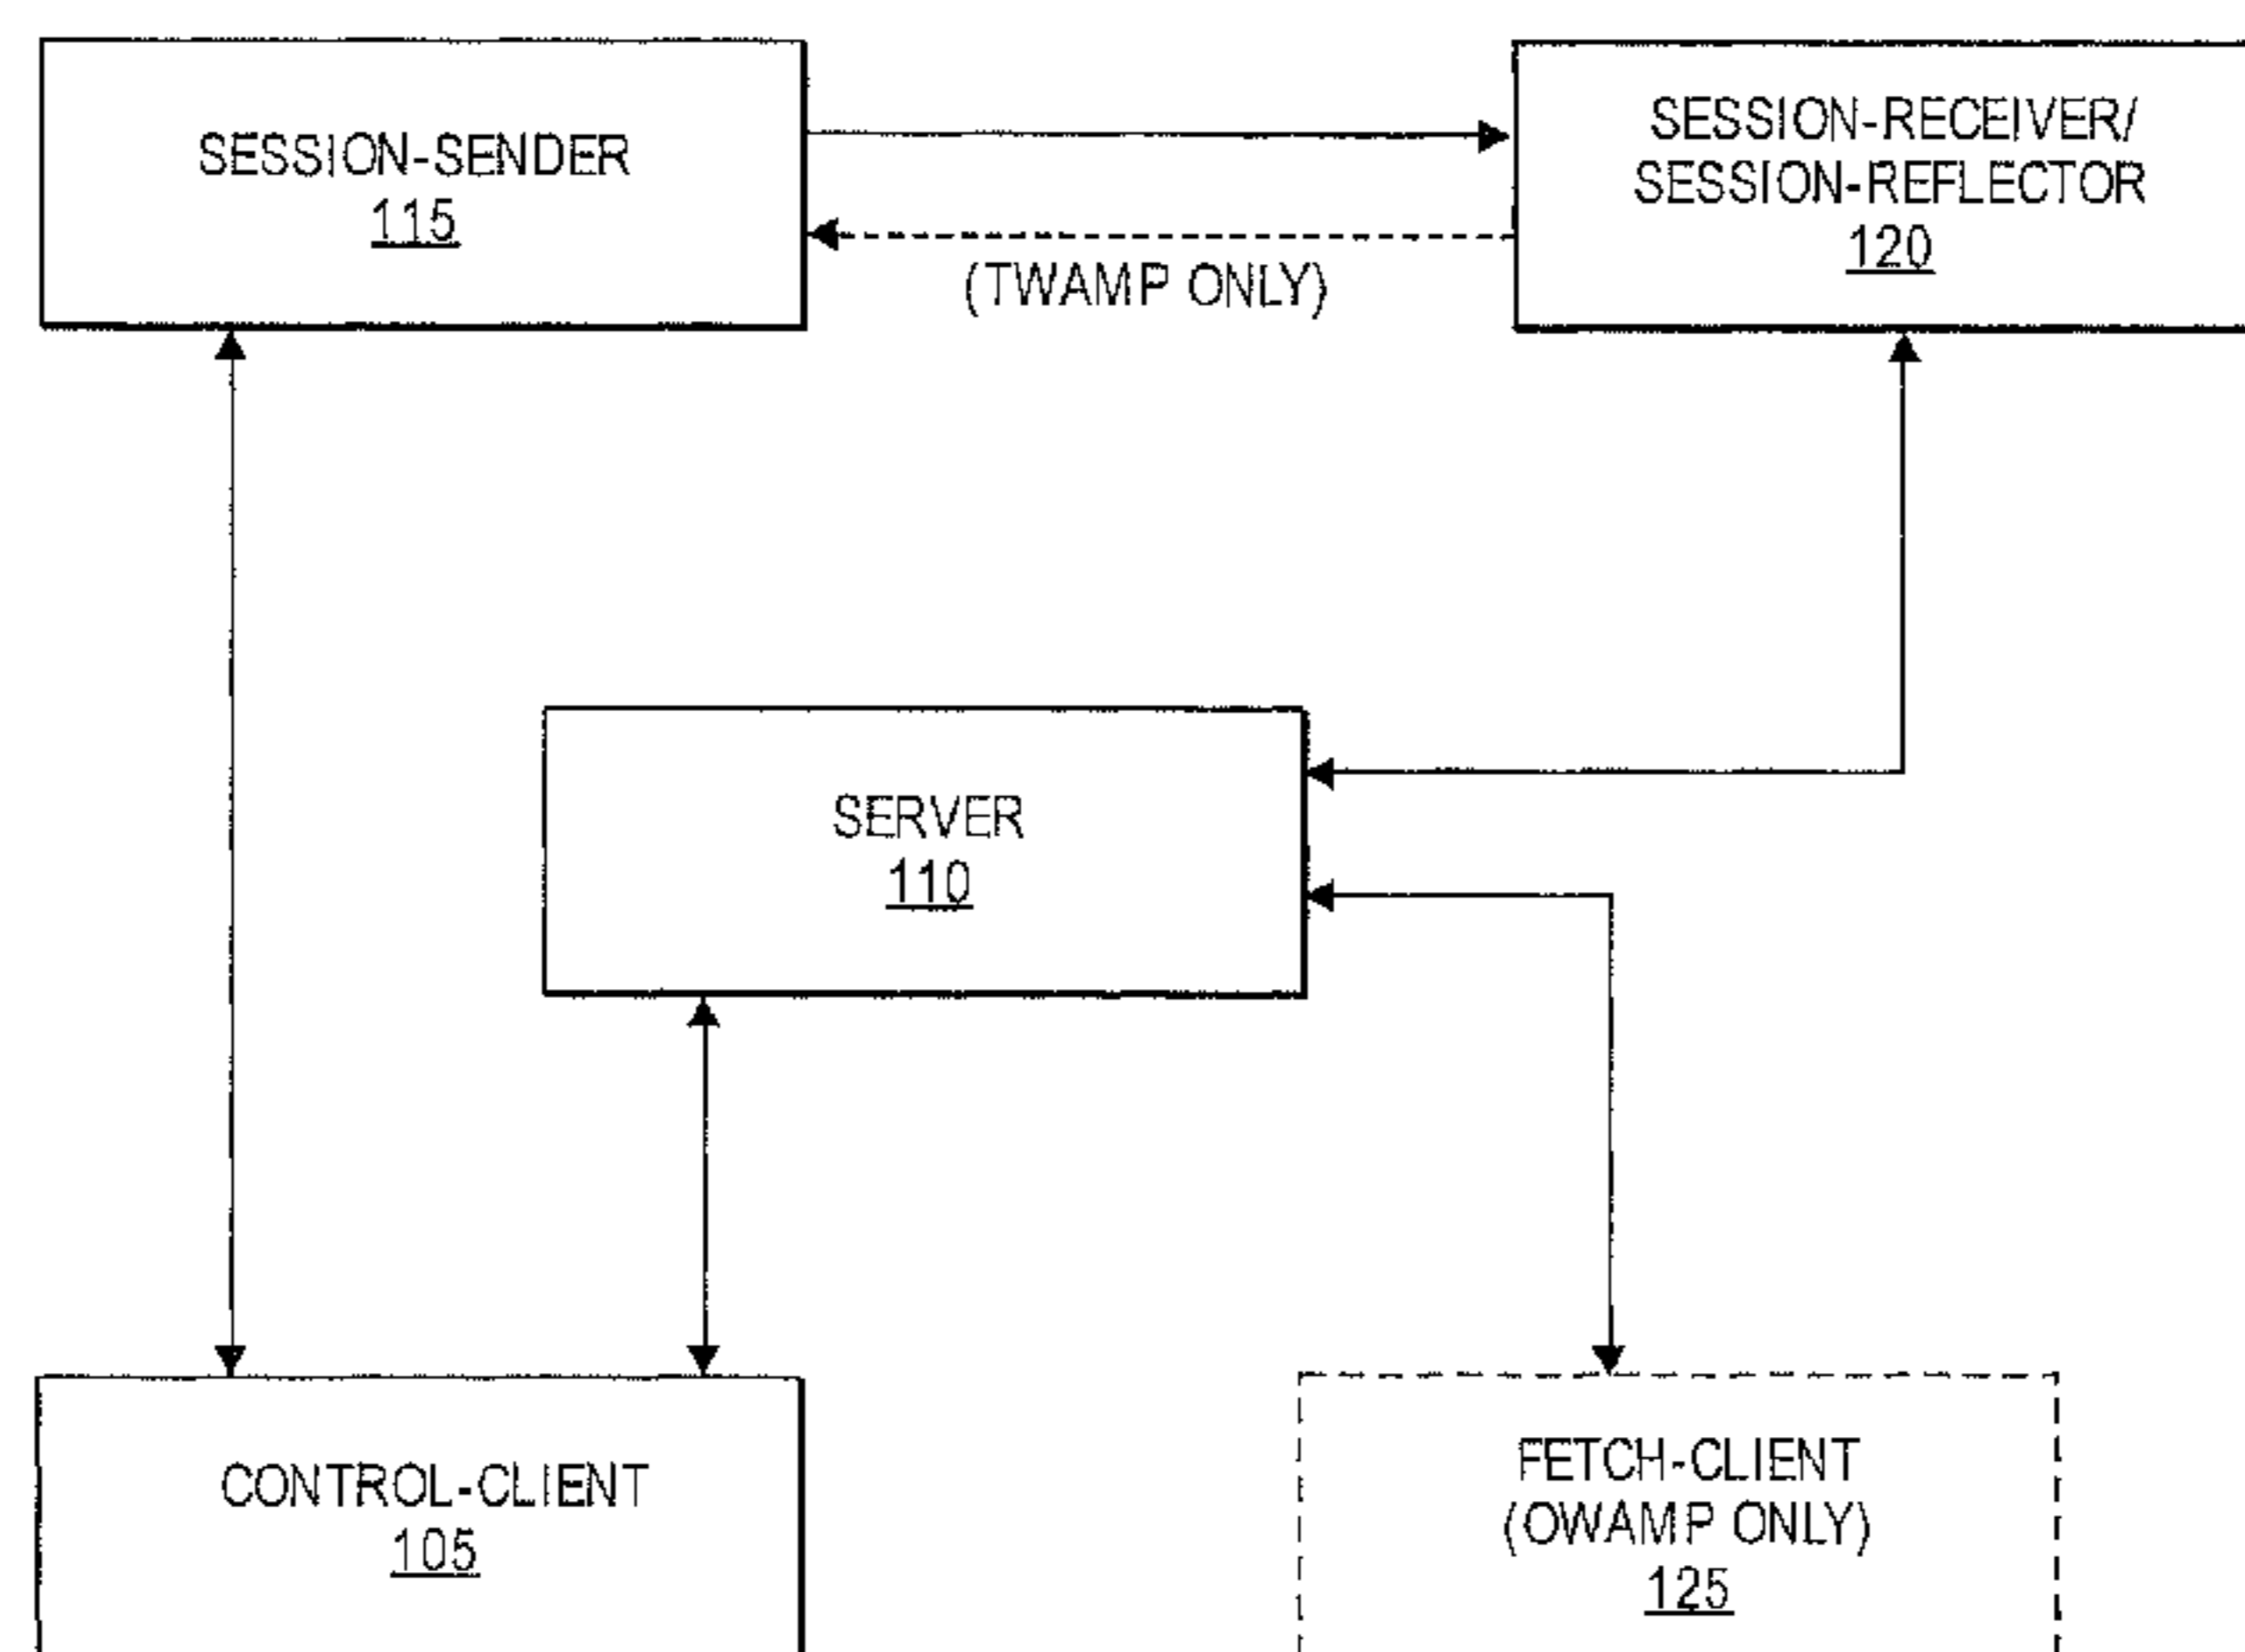 SESSION-SENDER
115
SESSION-RECEIVER/
SESSION-REFLECTOR
120
(TWAMP ONLY)
SERVER
110
CONTROL-CLIENT
105
FETCH-CLIENT
(OWAMP ONLY)
125